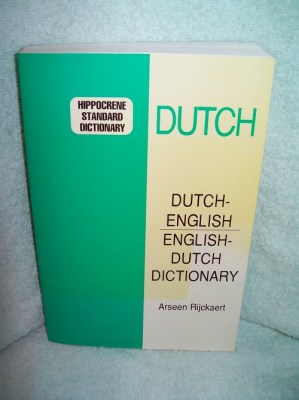 HIPPOCRENE
STANDARD
DICTIONARY
DUTCH
DUTCH-
ENGLISH
ENGLISH-
DUTCH
DICTIONARY
Arseen Rijckaert